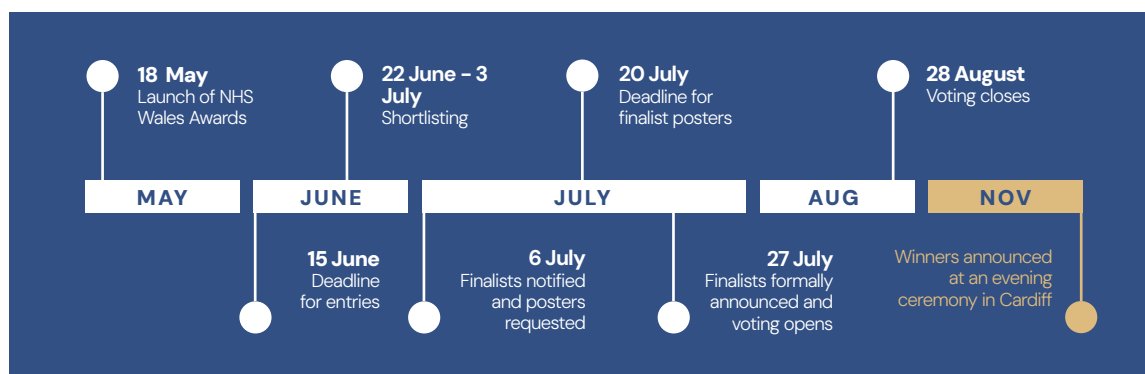 18 May
Launch of NHS
Wales Awards
22 June – 3
July
Shortlisting
20 July
Deadline for
finalist posters
28 August
Voting closes
MAY
JUNE
JULY
AUG
NOV
15 June
Deadline
for entries
6 July
Finalists notified
and posters
requested
27 July
Finalists formally
announced and
voting opens
Winners announced
at an evening
ceremony in Cardiff